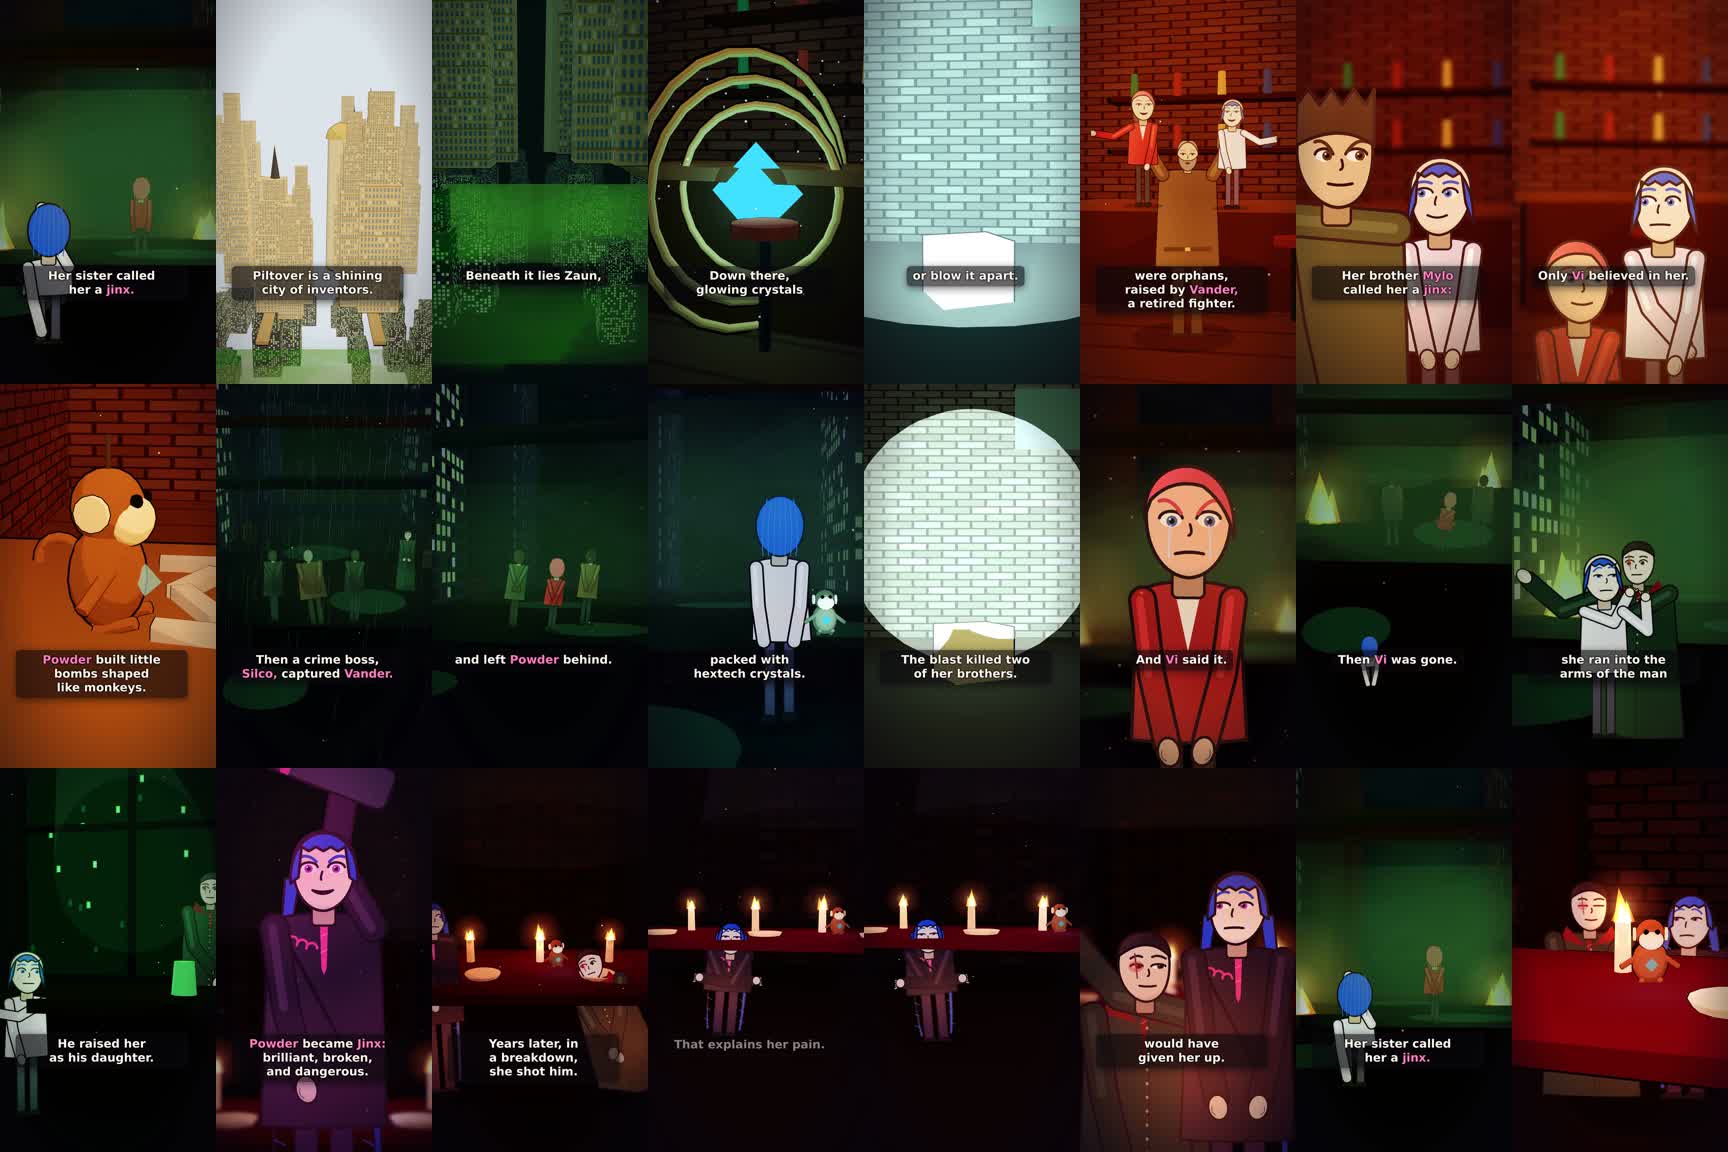 Her sister called
her a jinx.
Piltover is a shining
city of inventors.
Beneath it lies Zaun,
Down there,
glowing crystals
or blow it apart.
were orphans,
raised by Vander,
a retired fighter.
Her brother Mylo
called her a jinx:
Only Vi believed in her.
Powder built little
bombs shaped
like monkeys.
Then a crime boss,
Silco, captured Vander.
and left Powder behind.
packed with
hextech crystals.
The blast killed two
of her brothers.
And Vi said it.
Then Vi was gone.
she ran into the
arms of the man
He raised her
as his daughter.
Powder became Jinx:
brilliant, broken,
and dangerous.
Years later, in
a breakdown,
she shot him.
That explains her pain.
would have
given her up.
Her sister called
her a jinx.